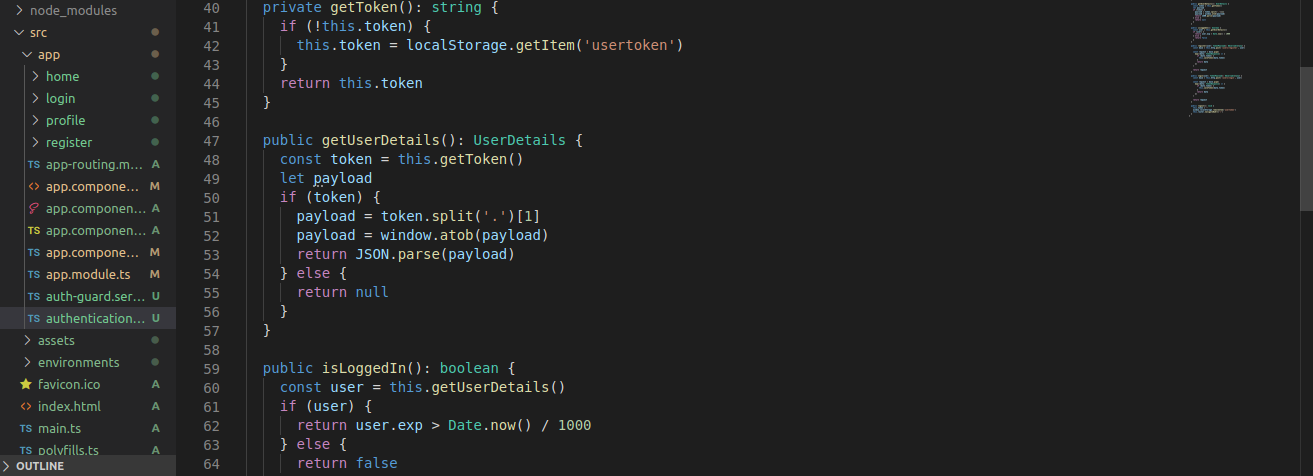 node_modules
src
app
home
login
profile
register
TS app-routing.m... A
<> app.compone... M
app.componen... A
TS app.componen... A
TS app.compone... M
TS app.module.ts M
TS auth-guard.ser... U
TS authentication... U
assets
environments
favicon.ico A
<> index.html A
TS main.ts A
TS polyfills.ts A
OUTLINE
40 private getToken(): string {
41 if (!this.token) {
42 this.token = localStorage.getItem('usertoken')
43 }
44 return this.token
45 }
46
47 public getUserDetails(): UserDetails {
48 const token = this.getToken()
49 let payload
50 if (token) {
51 payload = token.split('.')[1]
52 payload = window.atob(payload)
53 return JSON.parse(payload)
54 } else {
55 return null
56 }
57 }
58
59 public isLoggedIn(): boolean {
60 const user = this.getUserDetails()
61 if (user) {
62 return user.exp > Date.now() / 1000
63 } else {
64 return false